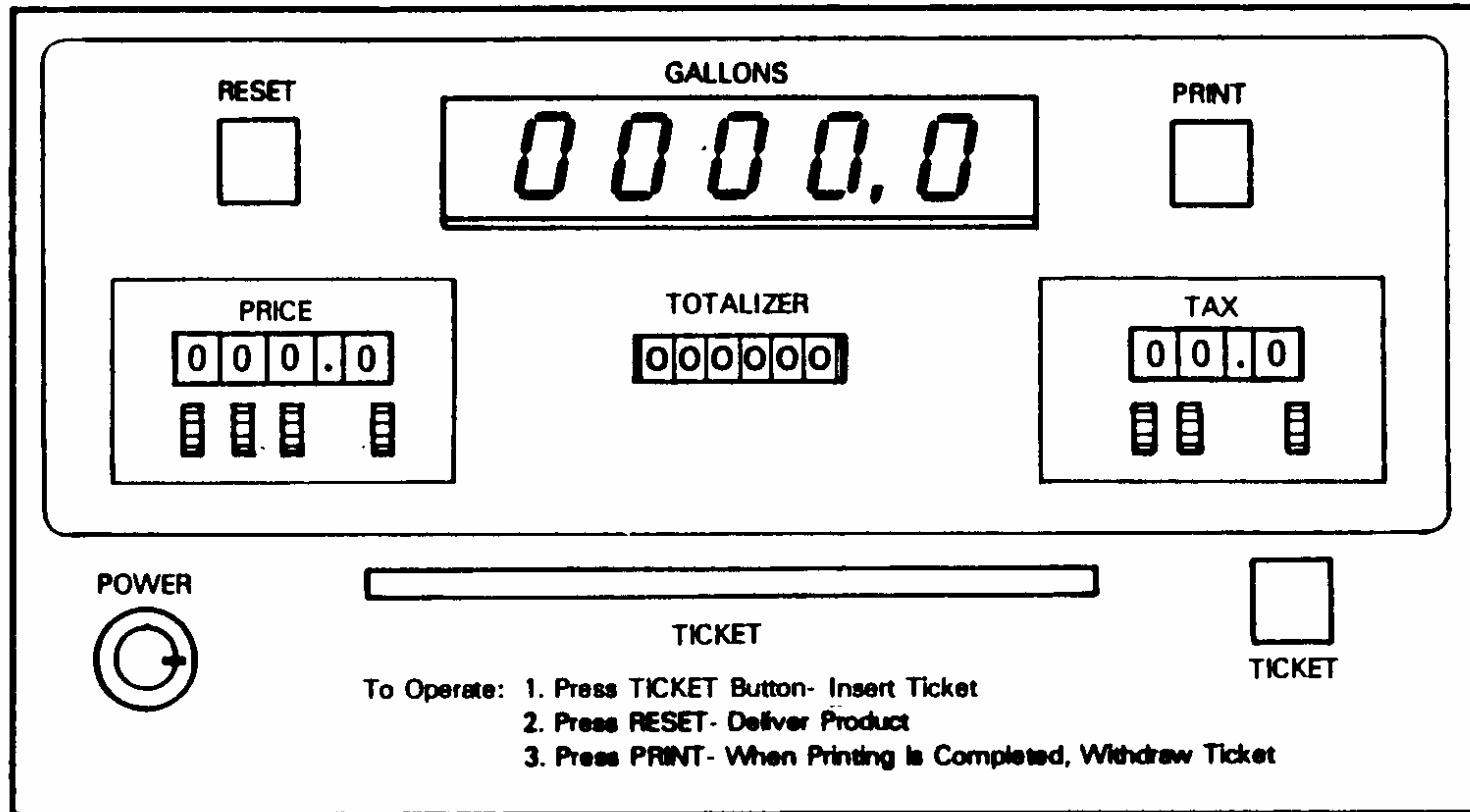 GALLONS
RESET
PRINT
0000,0
PRICE
TOTALIZER
TAX
000.0
000000
00.0
POWER
TICKET
TICKET
To Operate: 1. Press TICKET Button- Insert Ticket
2. Press RESET- Deliver Product
3. Press PRINT- When Printing Is Completed, Withdraw Ticket